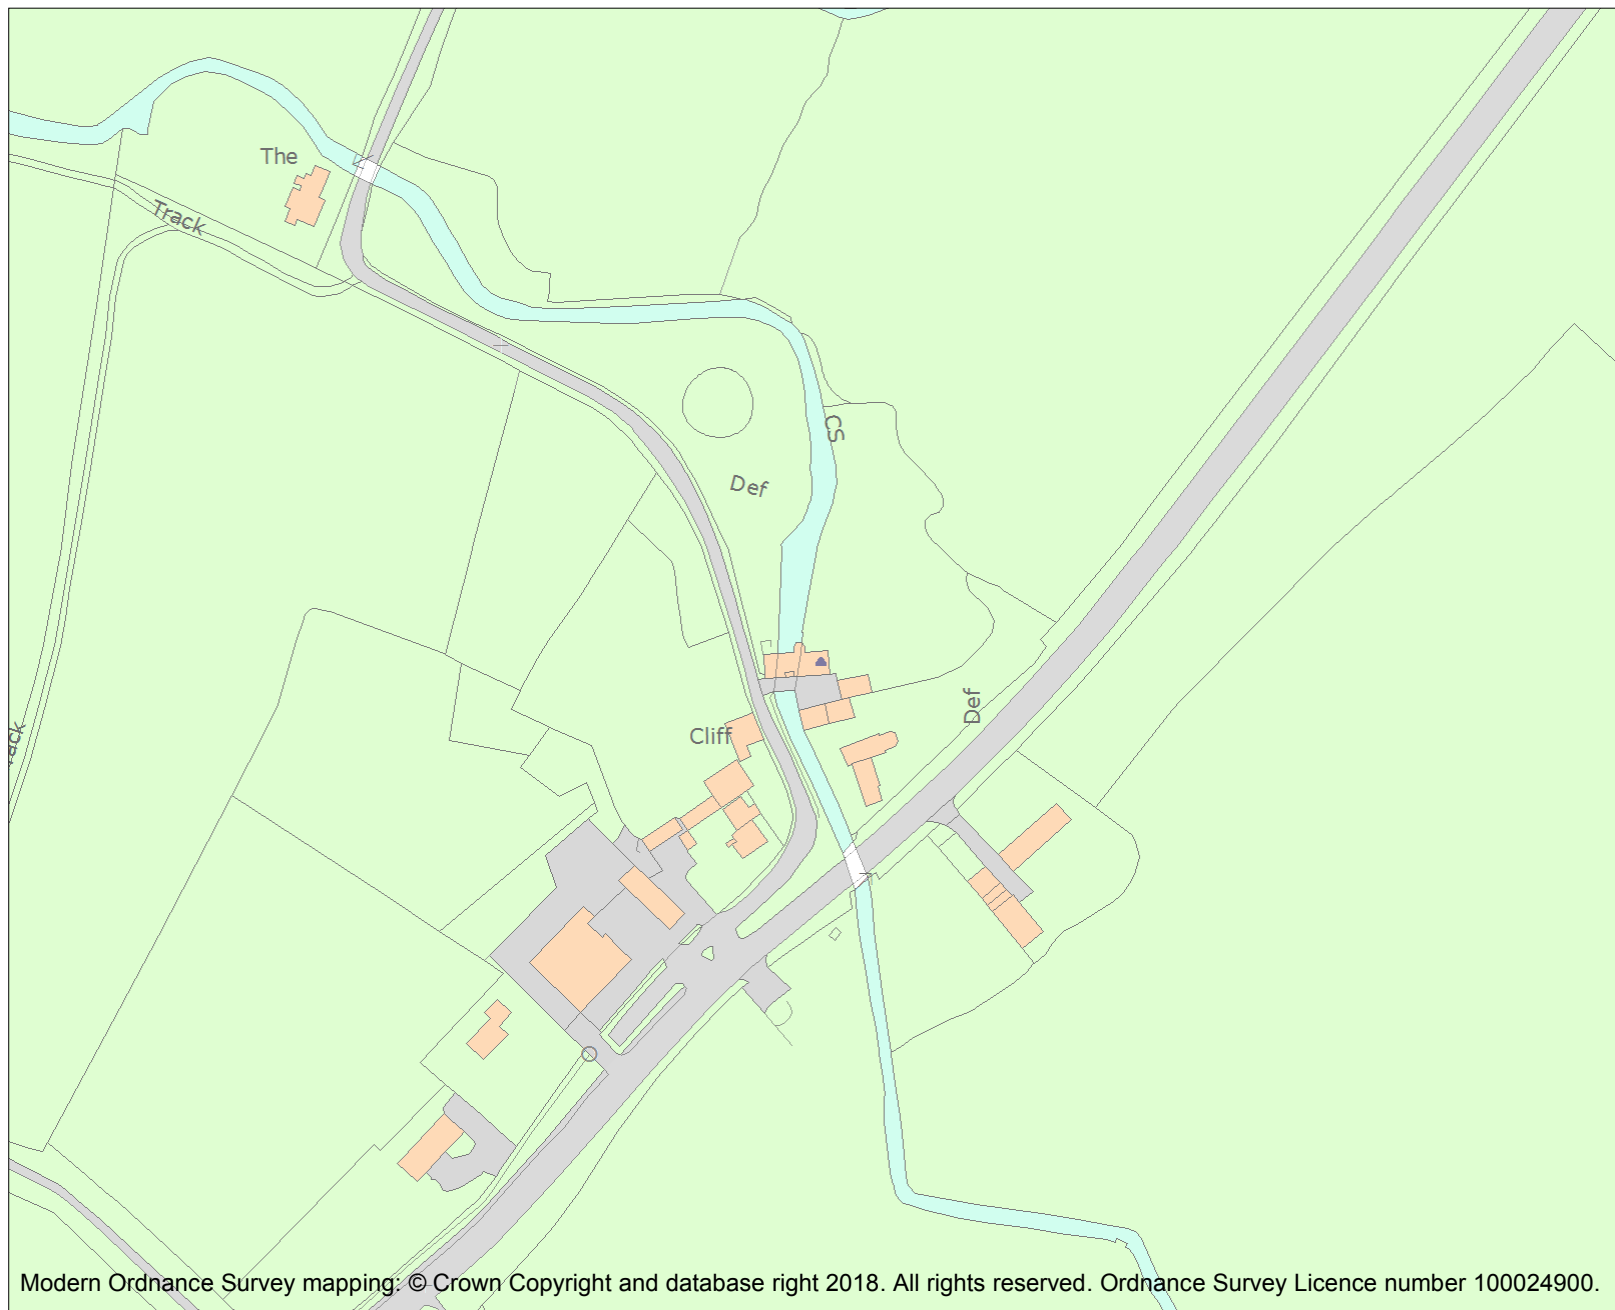 The
Track
CS
Def
Def
Cliff
Modern Ordnance Survey mapping: © Crown Copyright and database right 2018. All rights reserved. Ordnance Survey Licence number 100024900.